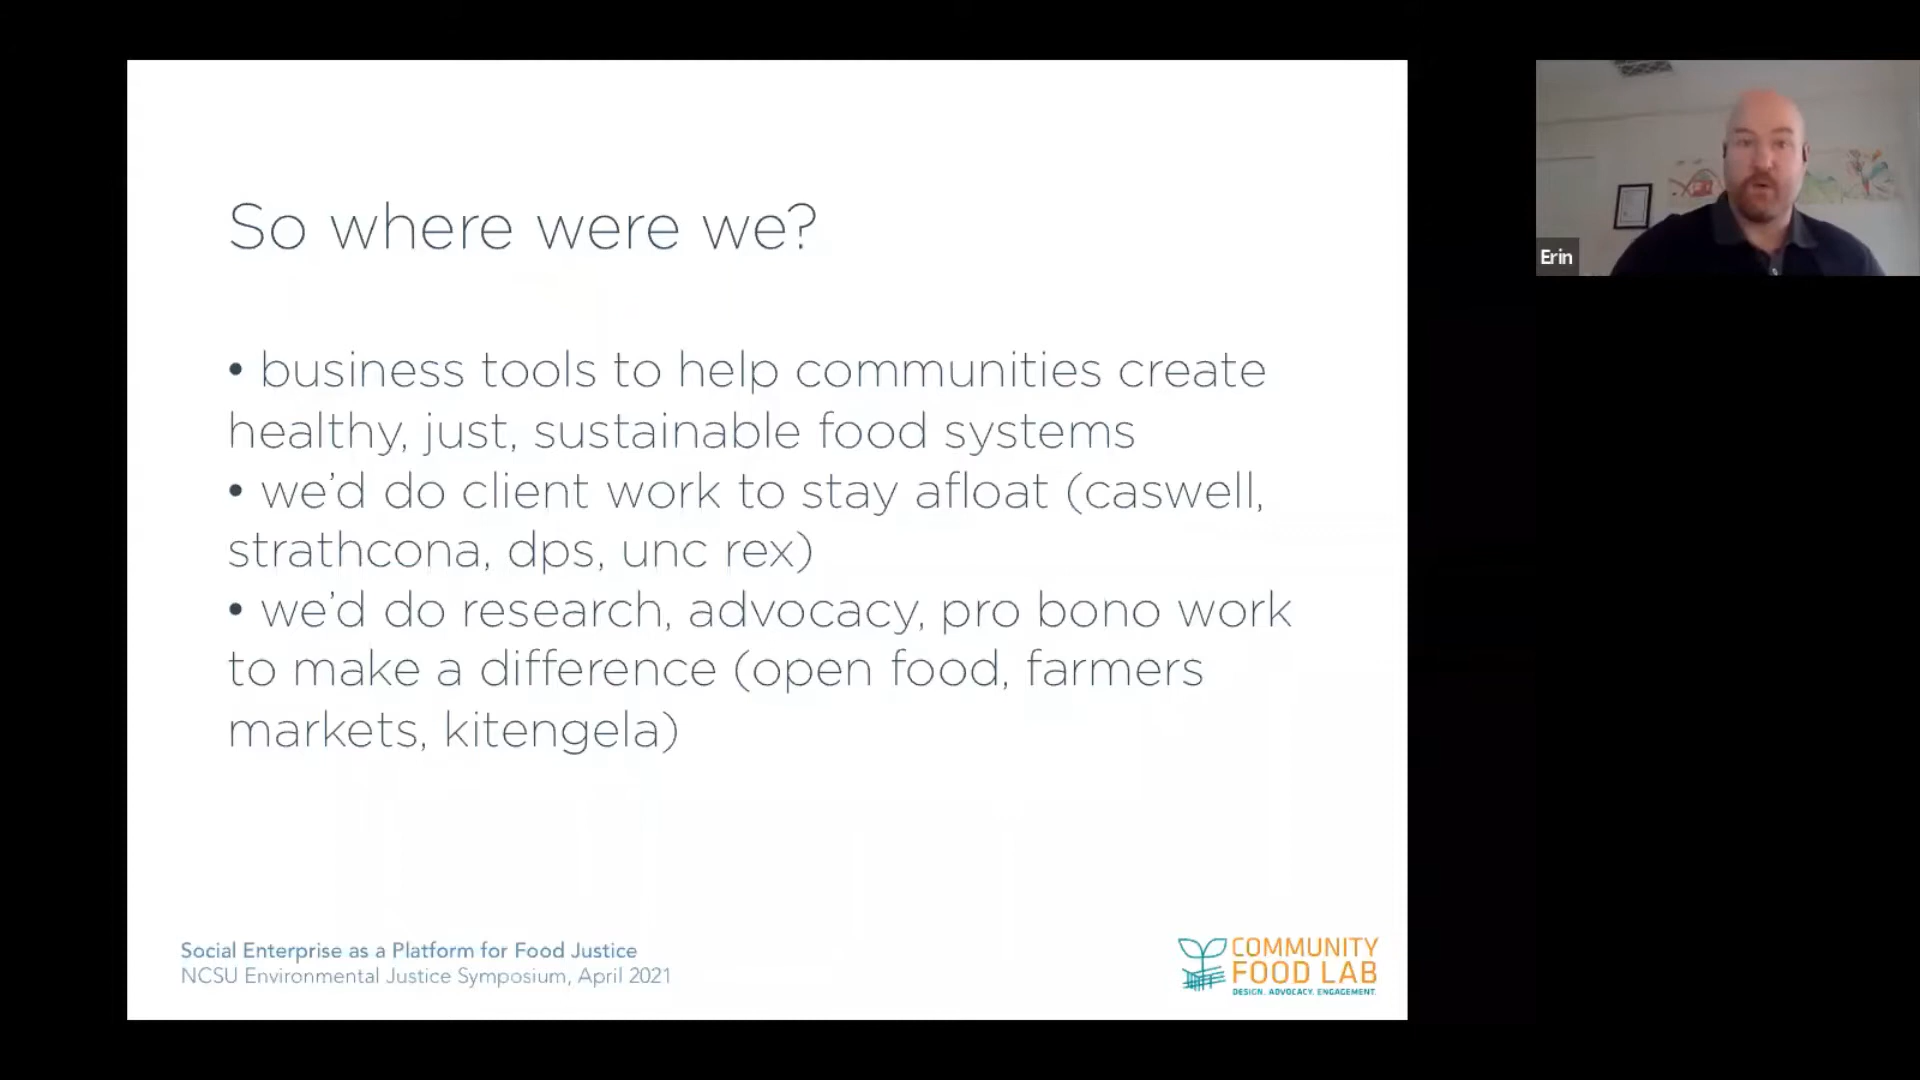 So where were we?
• business tools to help communities create
healthy, just, sustainable food systems
• we’d do client work to stay afloat (caswell,
strathcona, dps, unc rex)
• we’d do research, advocacy, pro bono work
to make a difference (open food, farmers
markets, kitengela)
Social Enterprise as a Platform for Food Justice
NCSU Environmental Justice Symposium, April 2021
COMMUNITY
FOOD LAB
DESIGN. ADVOCACY. ENGAGEMENT.
Erin